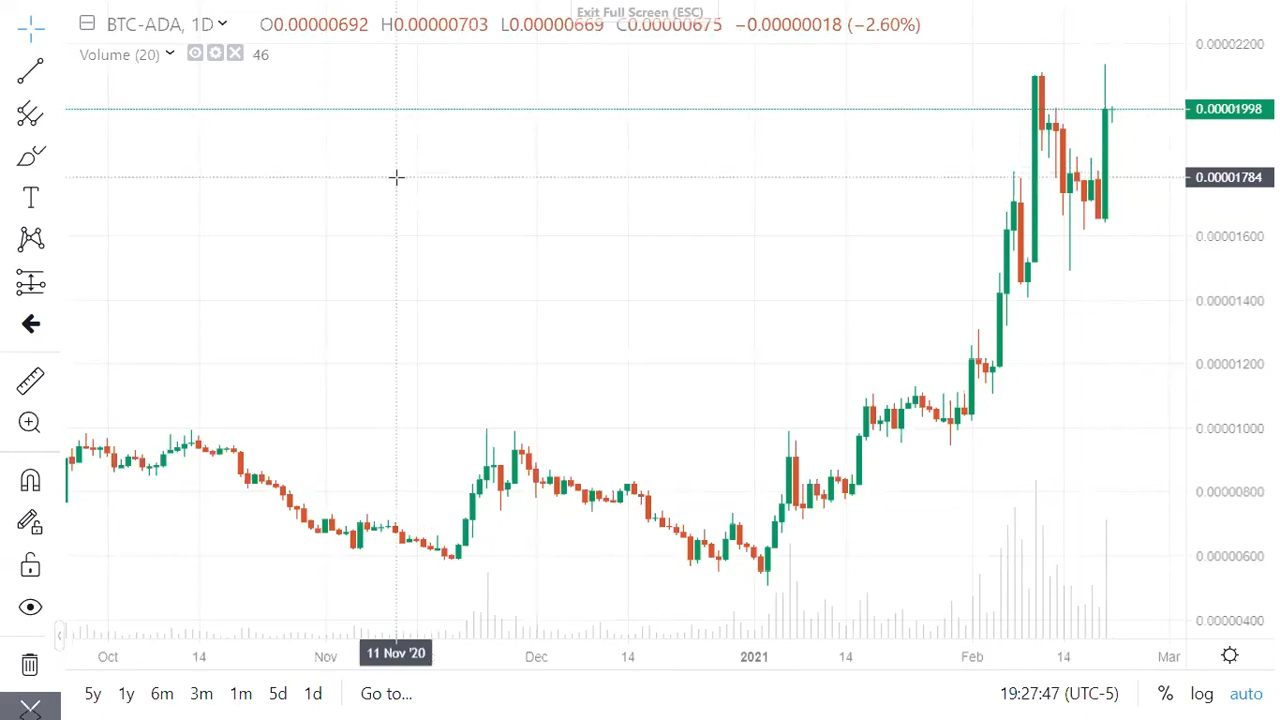 Exit Full Screen (ESC)
BTC-ADA, 1D O0.00000692 H0.00000703 L0.00000669 C0.00000675 −0.00000018 (−2.60%)
Volume (20) 46
0.00002200
0.00001998
0.00001784
0.00001600
0.00001400
0.00001200
0.00001000
0.00000800
0.00000600
0.00000400
Oct 14 Nov 11 Nov '20 Dec 14 2021 14 Feb 14 Mar
5y 1y 6m 3m 1m 5d 1d Go to... 19:27:47 (UTC-5) % log auto